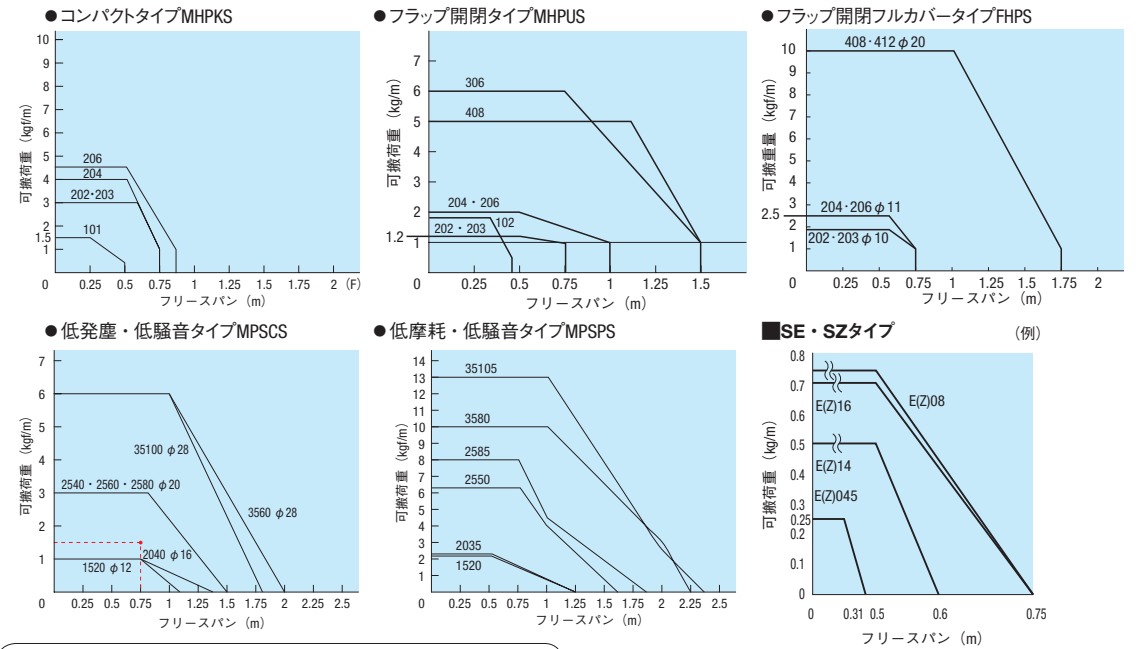 ●コンパクトタイプMHPKS
可搬荷重 (kgf/m)
10
9
8
7
6
5
4
3
2
1.5
1
206
204
202・203
101
0 0.25 0.5 0.75 1 1.25 1.5 1.75 2 (F)
フリースパン (m)
●フラップ開閉タイプMHPUS
可搬荷重 (kg/m)
7
6
5
4
3
2
1.2
1
306
408
204・206
102
202・203
0 0.25 0.5 0.75 1 1.25 1.5
フリースパン (m)
●フラップ開閉フルカバータイプFHPS
可搬重量 (kgf/m)
10
9
8
7
6
5
4
3
2.5
2
1
408・412φ20
204・206φ11
202・203φ10
0 0.25 0.5 0.75 1 1.25 1.5 1.75 2
フリースパン (m)
●低発塵・低騒音タイプMPSCS
可搬荷重 (kgf/m)
7
6
5
4
3
2
1
35100 φ28
2540・2560・2580 φ20
3560 φ28
2040 φ16
1520 φ12
0 0.25 0.5 0.75 1 1.25 1.5 1.75 2 2.25 2.5
フリースパン (m)
●低摩耗・低騒音タイプMPSPS
可搬荷重 (kgf/m)
14
13
12
11
10
9
8
7
6
5
4
3
2
1
35105
3580
2585
2550
2035
1520
0 0.25 0.5 0.75 1 1.25 1.5 1.75 2 2.25 2.5
フリースパン (m)
■SE・SZタイプ (例)
可搬荷重 (kg/m)
0.8
0.7
0.6
0.5
0.4
0.3
0.25
0.2
0.1
0
E(Z)08
E(Z)16
E(Z)14
E(Z)045
0 0.31 0.5 0.6 0.75
フリースパン (m)